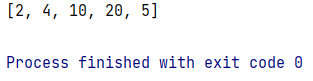 [2, 4, 10, 20, 5]
Process finished with exit code 0